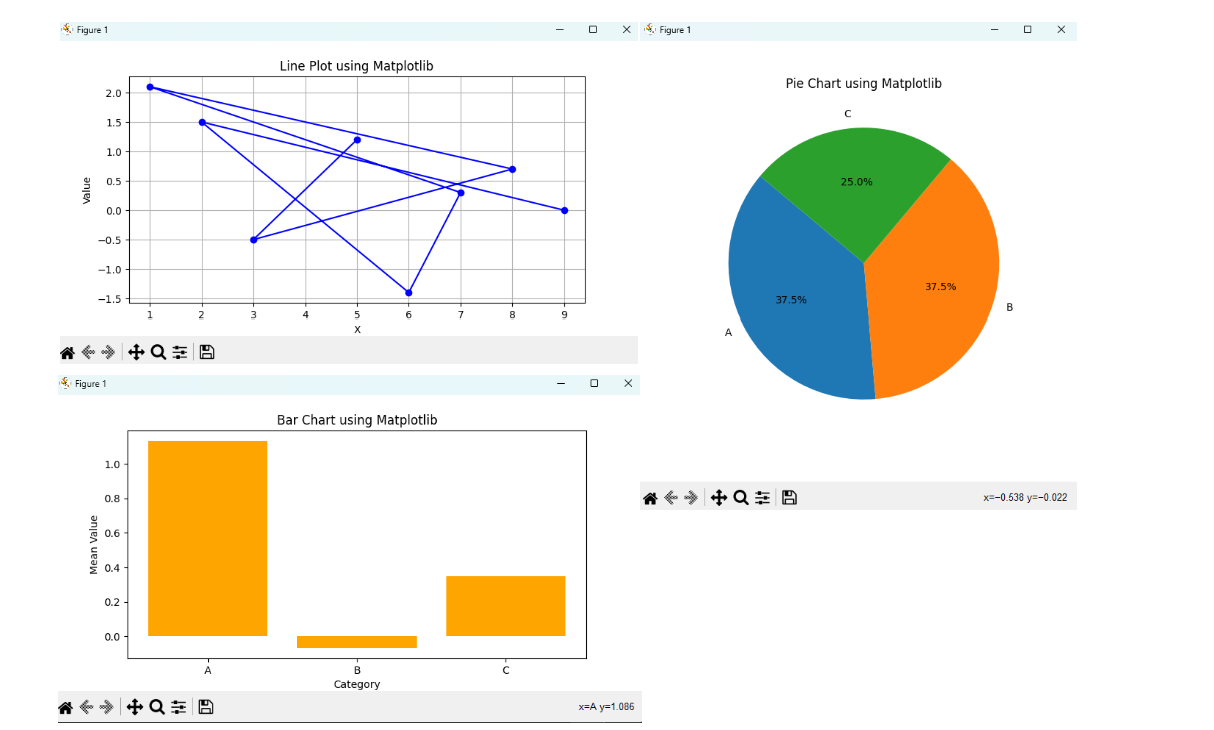 Figure 1
Line Plot using Matplotlib
2.0
1.5
1.0
0.5
0.0
−0.5
−1.0
−1.5
Value
1 2 3 4 5 6 7 8 9
X
Figure 1
Pie Chart using Matplotlib
C
25.0%
37.5%
37.5%
A
B
x=−0.538 y=−0.022
Figure 1
Bar Chart using Matplotlib
1.0
0.8
0.6
0.4
0.2
0.0
Mean Value
A B C
Category
x=A y=1.086